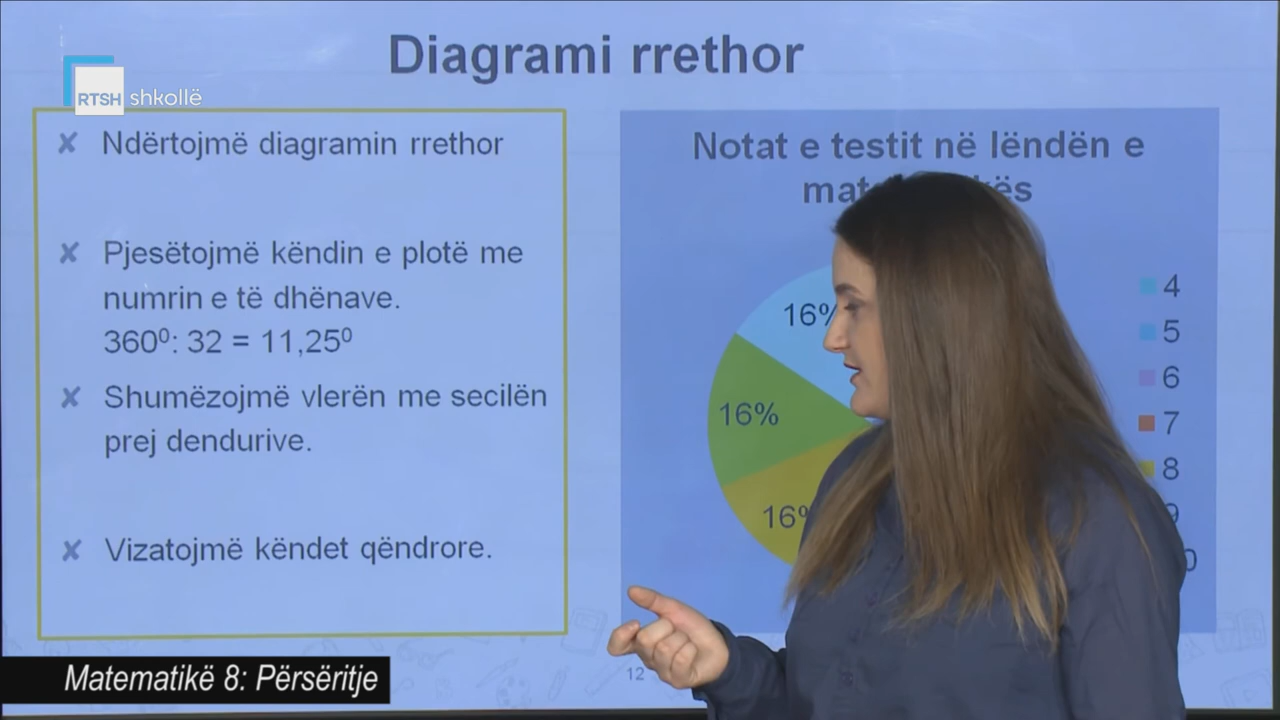 Diagrami rrethor
RTSH shkollë
✘ Ndërtojmë diagramin rrethor
✘ Pjesëtojmë këndin e plotë me
numrin e të dhënave.
360⁰: 32 = 11,25⁰
✘ Shumëzojmë vlerën me secilën
prej dendurive.
✘ Vizatojmë këndet qëndrore.
Notat e testit në lëndën e
16%
16%
4
5
6
7
8
9
12
Matematikë 8: Përsëritje